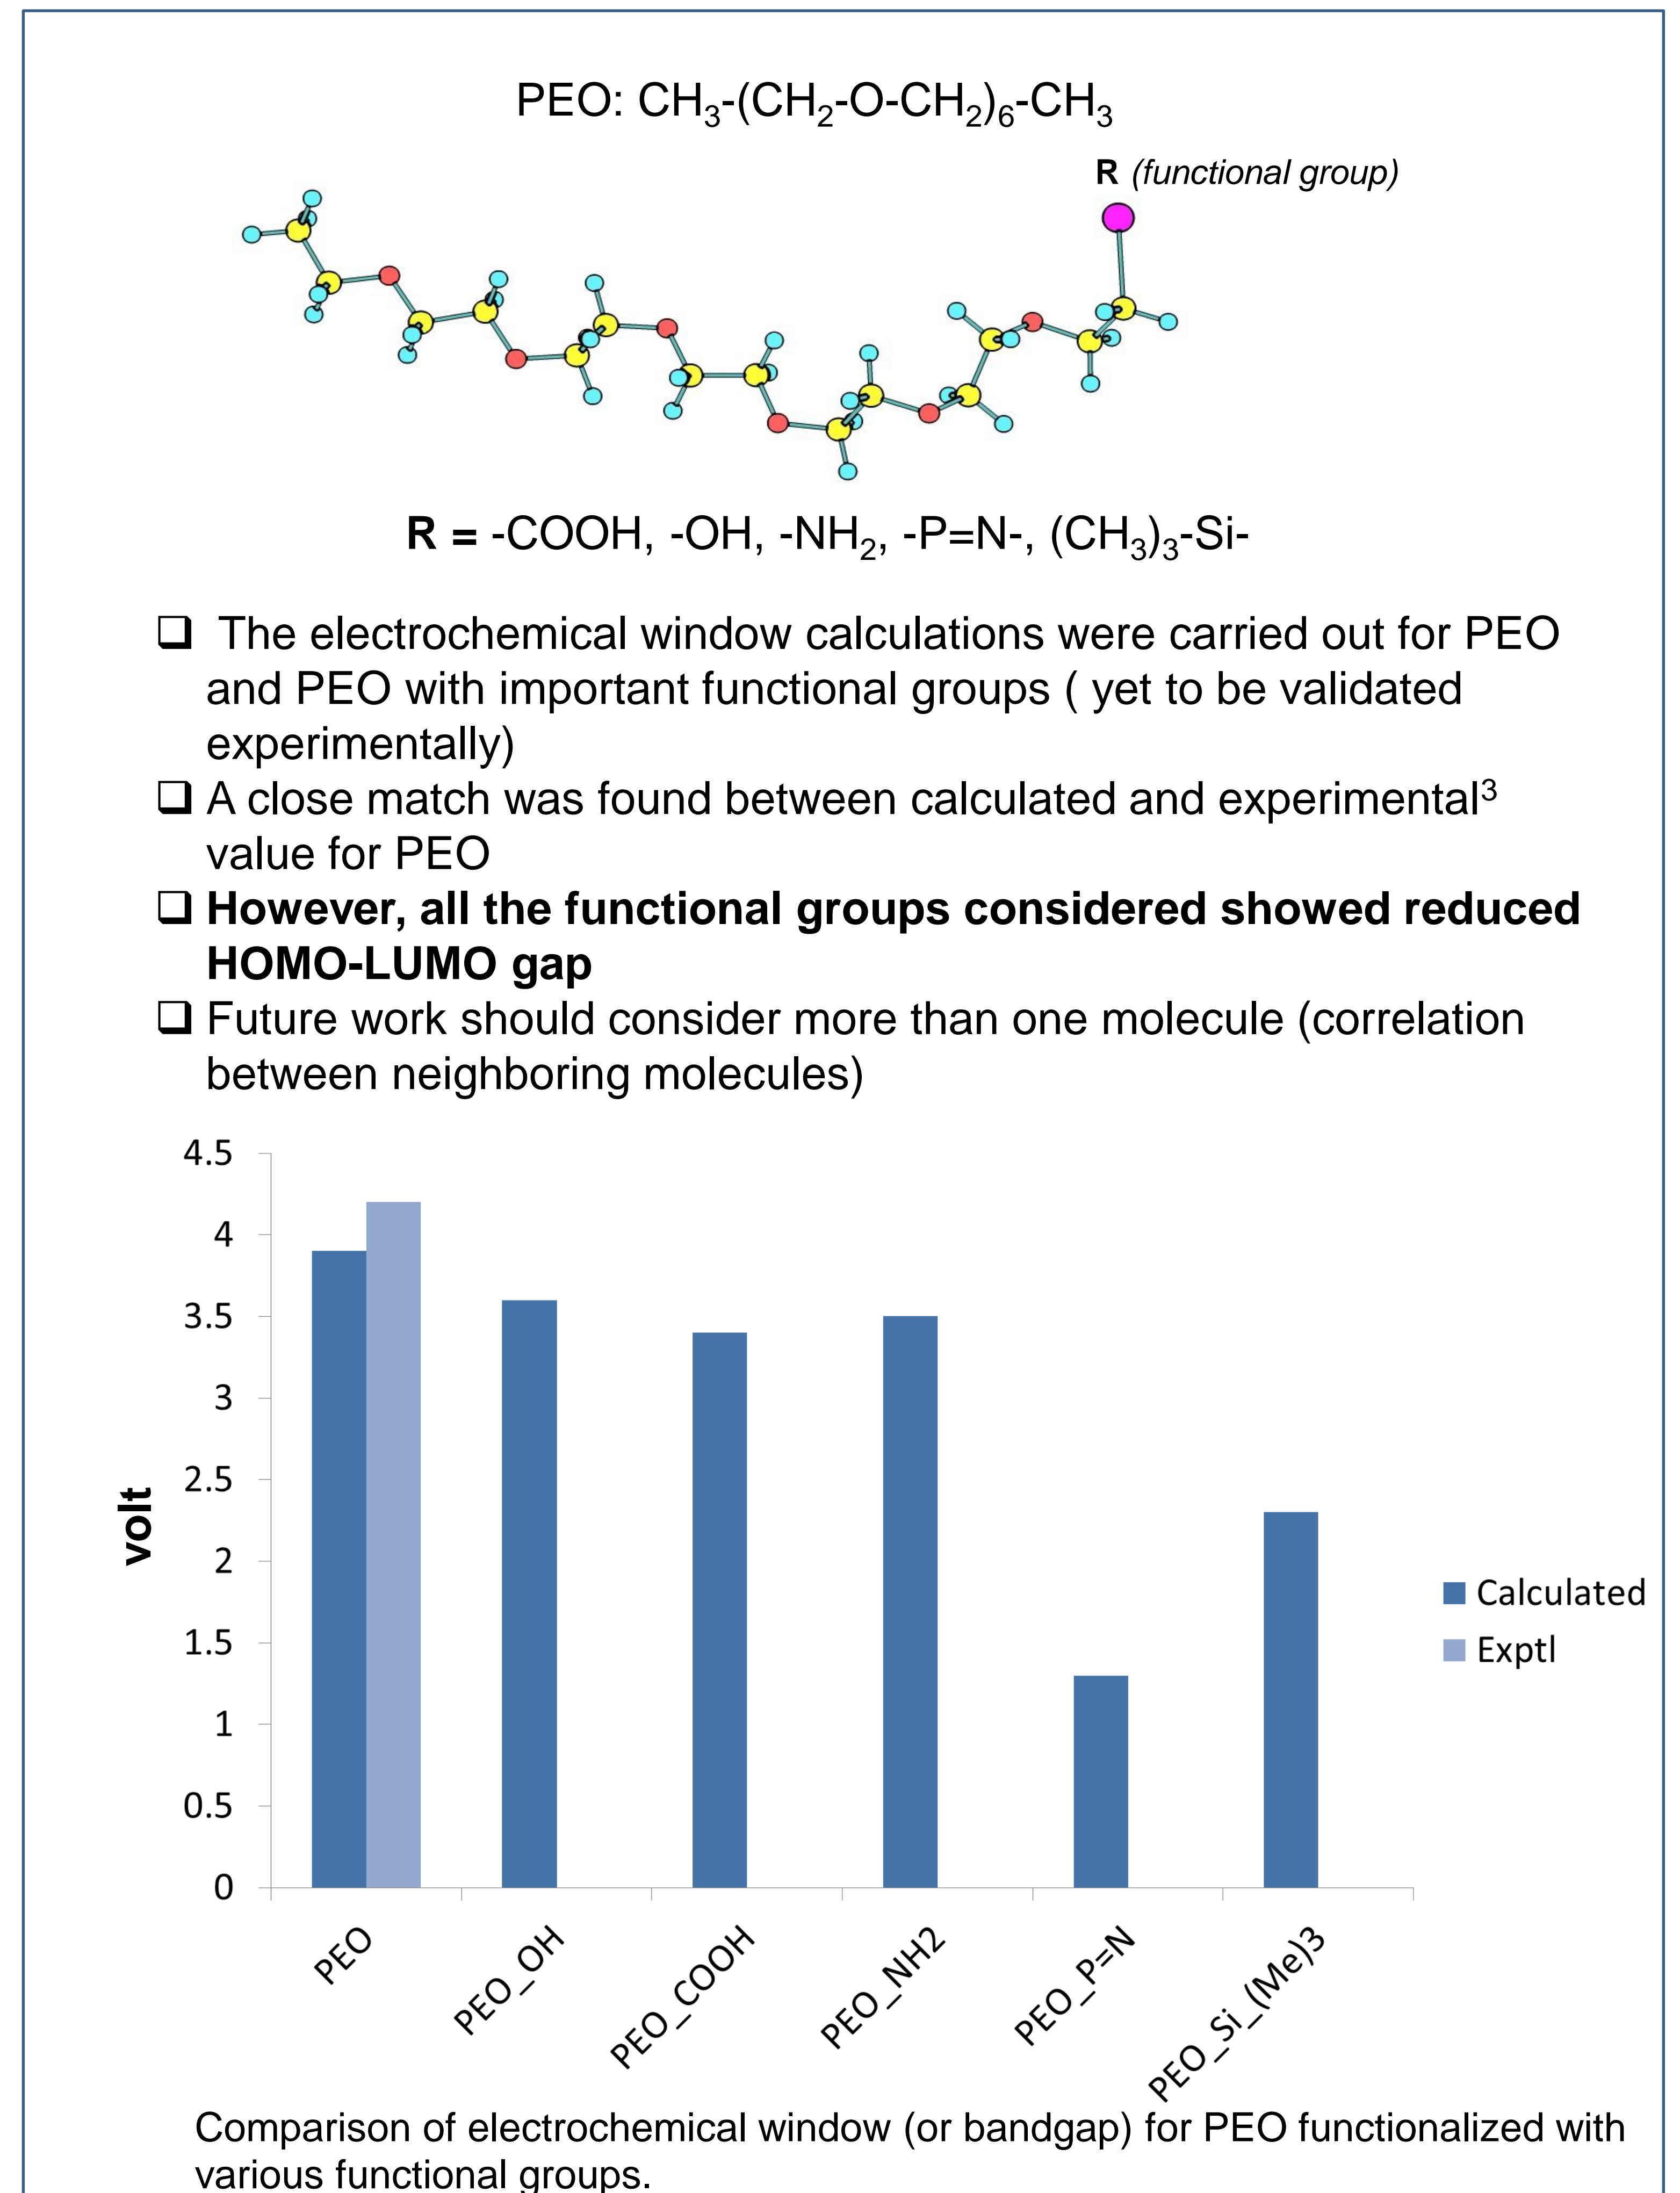 PEO: CH₃-(CH₂-O-CH₂)₆-CH₃
R (functional group)
R = -COOH, -OH, -NH₂, -P=N-, (CH₃)₃-Si-
❑ The electrochemical window calculations were carried out for PEO
and PEO with important functional groups ( yet to be validated
experimentally)
❑ A close match was found between calculated and experimental³
value for PEO
❑ However, all the functional groups considered showed reduced
HOMO-LUMO gap
❑ Future work should consider more than one molecule (correlation
between neighboring molecules)
4.5
4
3.5
3
2.5
2
1.5
1
0.5
0
volt
Calculated
Exptl
PEO
PEO_OH
PEO_COOH
PEO_NH2
PEO_P=N
PEO_Si_(Me)3
Comparison of electrochemical window (or bandgap) for PEO functionalized with
various functional groups.